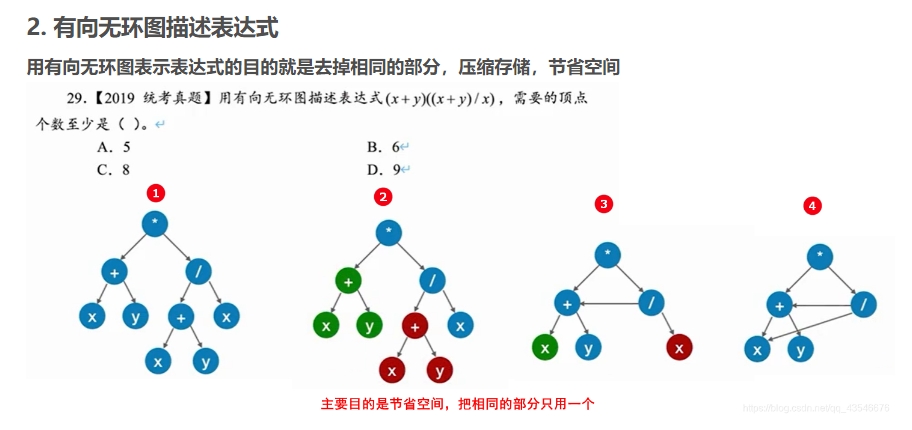 2. 有向无环图描述表达式
用有向无环图表示表达式的目的就是去掉相同的部分，压缩存储，节省空间
29.【2019 统考真题】用有向无环图描述表达式(x+y)((x+y)/x)，需要的顶点
个数至少是（ ）。↵
A. 5 B. 6↵
C. 8 D. 9↵
1 2 3 4
*
+ /
x y + x
x y
*
+ /
x y + x
x y
*
+ /
x y x
*
+ /
x y
主要目的是节省空间，把相同的部分只用一个